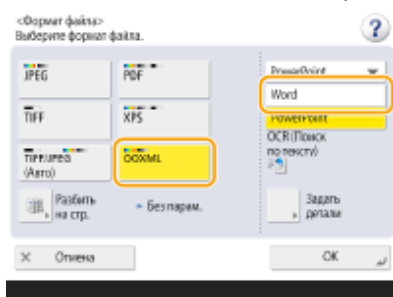 <Формат файла>
Выберите формат файла.
?
JPEG
PDF
PowerPoint
Word
TIFF
XPS
PowerPoint
OCR (Поиск
по тексту)
TIFF/JPEG
(Авто)
OOXML
Разбить
на стр.
Без парам.
Задать
детали
× Отмена
OK